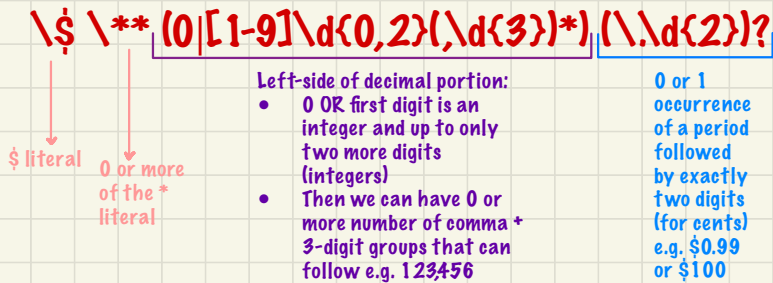 \$ \** (0|[1-9]\d{0,2}(,\d{3})*) (\.\d{2})?
$ literal
0 or more
of the *
literal
Left-side of decimal portion:
• 0 OR first digit is an
integer and up to only
two more digits
(integers)
• Then we can have 0 or
more number of comma +
3-digit groups that can
follow e.g. 123,456
0 or 1
occurrence
of a period
followed
by exactly
two digits
(for cents)
e.g. $0.99
or $100